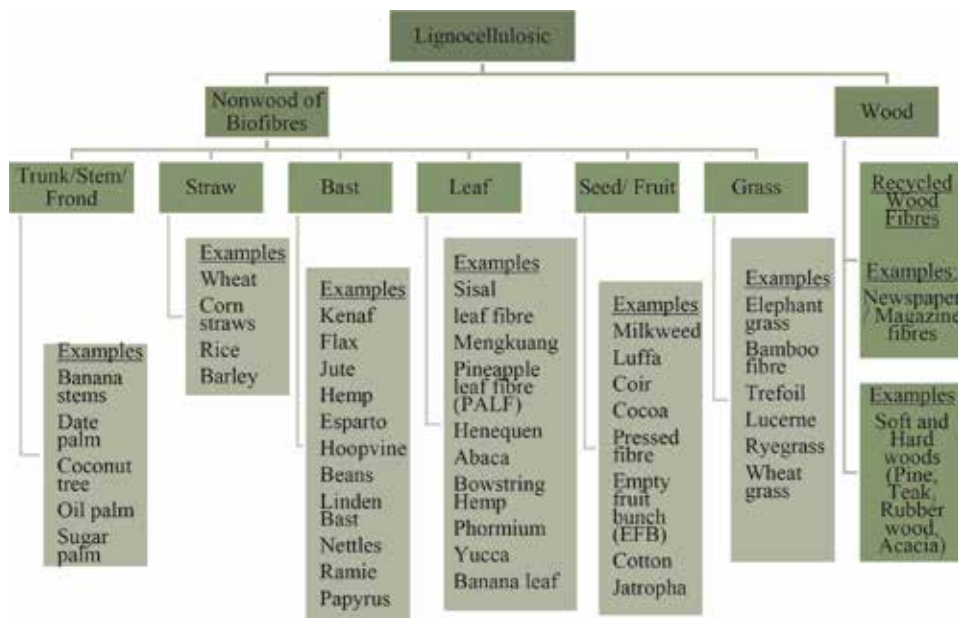 Lignocellulosic
Nonwood of
Biofibres
Wood
Trunk/Stem/
Frond
Straw
Bast
Leaf
Seed/ Fruit
Grass
Examples
Banana
stems
Date
palm
Coconut
tree
Oil palm
Sugar
palm
Examples
Wheat
Corn
straws
Rice
Barley
Examples
Kenaf
Flax
Jute
Hemp
Esparto
Hoopvine
Beans
Linden
Bast
Nettles
Ramie
Papyrus
Examples
Sisal
leaf fibre
Mengkuang
Pineapple
leaf fibre
(PALF)
Henequen
Abaca
Bowstring
Hemp
Phormium
Yucca
Banana leaf
Examples
Milkweed
Luffa
Coir
Cocoa
Pressed
fibre
Empty
fruit
bunch
(EFB)
Cotton
Jatropha
Examples
Elephant
grass
Bamboo
fibre
Trefoil
Lucerne
Ryegrass
Wheat
grass
Recycled
Wood
Fibres
Examples:
Newspaper
/ Magazine
fibres
Examples
Soft and
Hard
woods
(Pine,
Teak,
Rubber
wood,
Acacia)